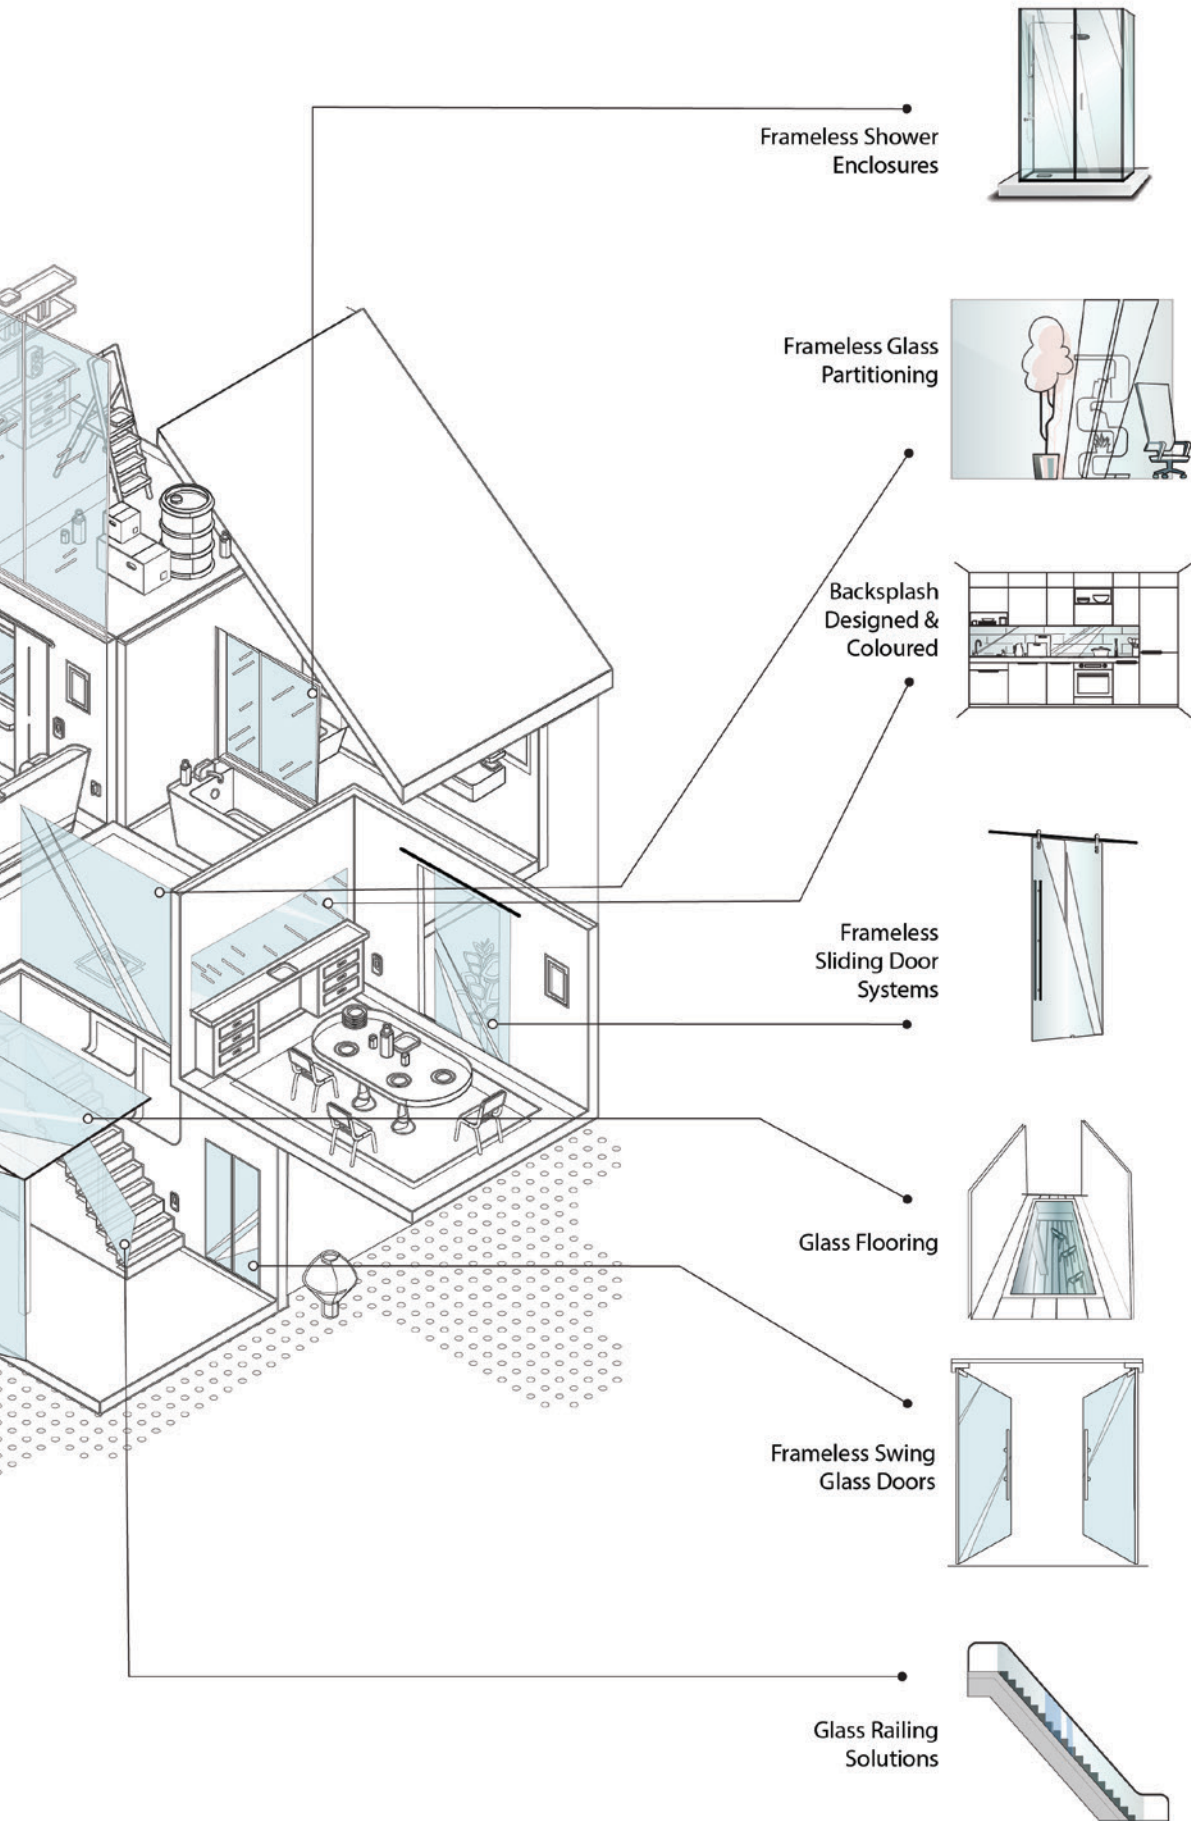 Frameless Shower
Enclosures
Frameless Glass
Partitioning
Backsplash
Designed &
Coloured
Frameless
Sliding Door
Systems
Glass Flooring
Frameless Swing
Glass Doors
Glass Railing
Solutions